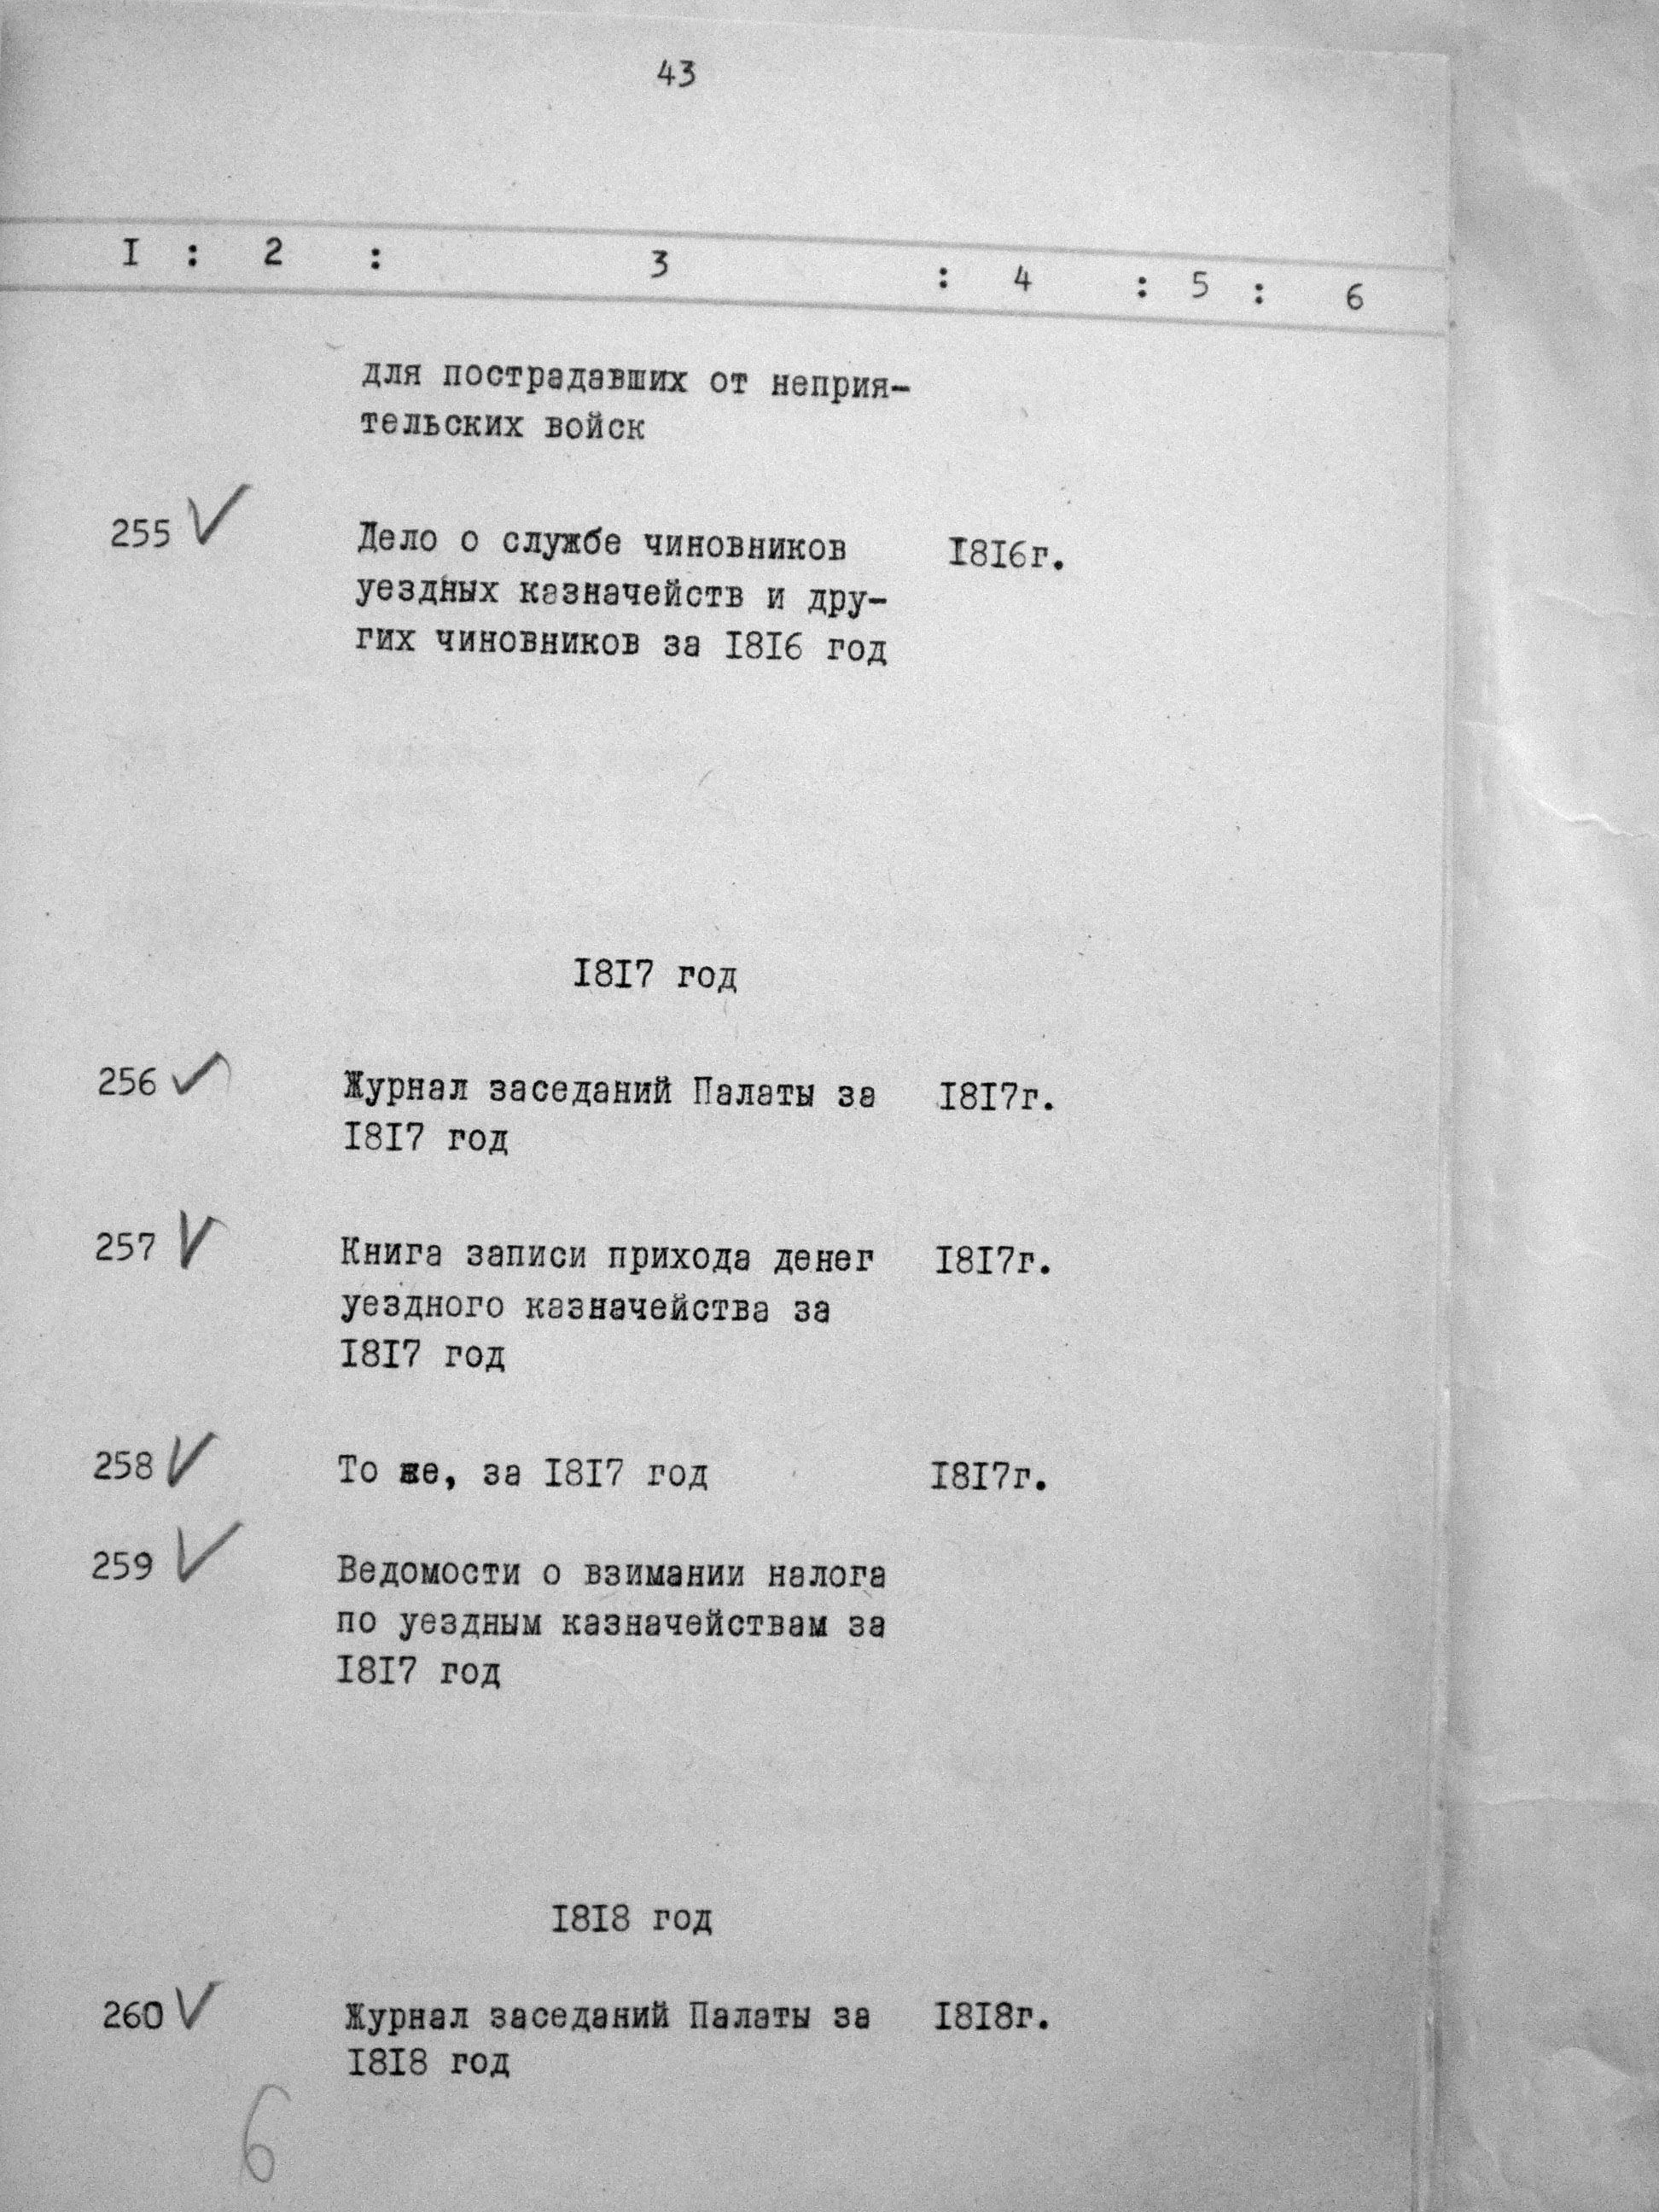 43
I : 2 : 3 : 4 : 5 : 6
для пострадавших от неприя-
тельских войск
255 Дело о службе чиновников I8I6г.
уездных казначейств и дру-
гих чиновников за I8I6 год
I8I7 год
256 Журнал заседаний Палаты за I8I7г.
I8I7 год
257 Книга записи прихода денег I8I7г.
уездного казначейства за
I8I7 год
258 То же, за I8I7 год I8I7г.
259 Ведомости о взимании налога
по уездным казначействам за
I8I7 год
I8I8 год
260 Журнал заседаний Палаты за I8I8г.
I8I8 год
6